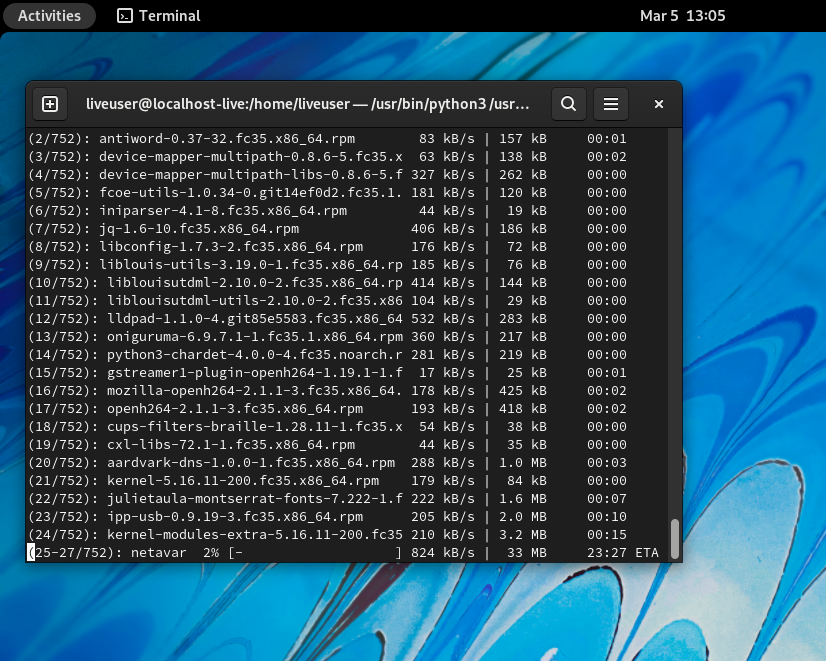 Activities Terminal Mar 5 13:05
liveuser@localhost-live:/home/liveuser — /usr/bin/python3 /usr…
(2/752): antiword-0.37-32.fc35.x86_64.rpm 83 kB/s | 157 kB 00:01
(3/752): device-mapper-multipath-0.8.6-5.fc35.x 63 kB/s | 138 kB 00:02
(4/752): device-mapper-multipath-libs-0.8.6-5.f 327 kB/s | 262 kB 00:00
(5/752): fcoe-utils-1.0.34-0.git14ef0d2.fc35.1. 181 kB/s | 120 kB 00:00
(6/752): iniparser-4.1-8.fc35.x86_64.rpm 44 kB/s | 19 kB 00:00
(7/752): jq-1.6-10.fc35.x86_64.rpm 406 kB/s | 186 kB 00:00
(8/752): libconfig-1.7.3-2.fc35.x86_64.rpm 176 kB/s | 72 kB 00:00
(9/752): liblouis-utils-3.19.0-1.fc35.x86_64.rp 185 kB/s | 76 kB 00:00
(10/752): liblouisutdml-2.10.0-2.fc35.x86_64.rp 414 kB/s | 144 kB 00:00
(11/752): liblouisutdml-utils-2.10.0-2.fc35.x86 104 kB/s | 29 kB 00:00
(12/752): lldpad-1.1.0-4.git85e5583.fc35.x86_64 532 kB/s | 283 kB 00:00
(13/752): oniguruma-6.9.7.1-1.fc35.1.x86_64.rpm 360 kB/s | 217 kB 00:00
(14/752): python3-chardet-4.0.0-4.fc35.noarch.r 281 kB/s | 219 kB 00:00
(15/752): gstreamer1-plugin-openh264-1.19.1-1.f 17 kB/s | 25 kB 00:01
(16/752): mozilla-openh264-2.1.1-3.fc35.x86_64. 178 kB/s | 425 kB 00:02
(17/752): openh264-2.1.1-3.fc35.x86_64.rpm 193 kB/s | 418 kB 00:02
(18/752): cups-filters-braille-1.28.11-1.fc35.x 54 kB/s | 38 kB 00:00
(19/752): cxl-libs-72.1-1.fc35.x86_64.rpm 44 kB/s | 35 kB 00:00
(20/752): aardvark-dns-1.0.0-1.fc35.x86_64.rpm 288 kB/s | 1.0 MB 00:03
(21/752): kernel-5.16.11-200.fc35.x86_64.rpm 179 kB/s | 84 kB 00:00
(22/752): julietaula-montserrat-fonts-7.222-1.f 222 kB/s | 1.6 MB 00:07
(23/752): ipp-usb-0.9.19-3.fc35.x86_64.rpm 205 kB/s | 2.0 MB 00:10
(24/752): kernel-modules-extra-5.16.11-200.fc35 210 kB/s | 3.2 MB 00:15
(25-27/752): netavar 2% [- ] 824 kB/s | 33 MB 23:27 ETA